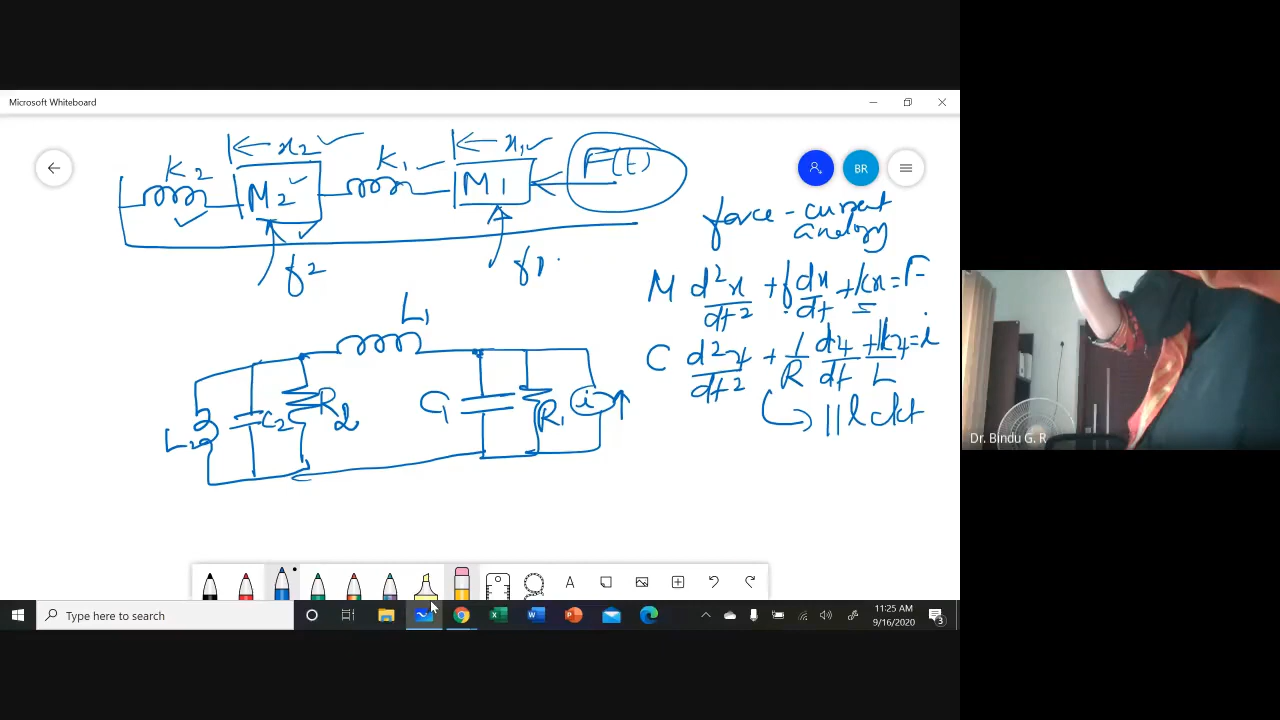 Microsoft Whiteboard
BR
x2
x1
K2
K1
M2
M1
F(t)
f2
f1
force - current
analogy
M d²x/dt² + f dx/dt + kx = F
C d²ψ/dt² + 1/R dψ/dt + 1/L ψ = i
→ || l ckt
L1
L2
C2
R2
C1
R1
i
Dr. Bindu G. R
A
Type here to search
11:25 AM
9/16/2020
3